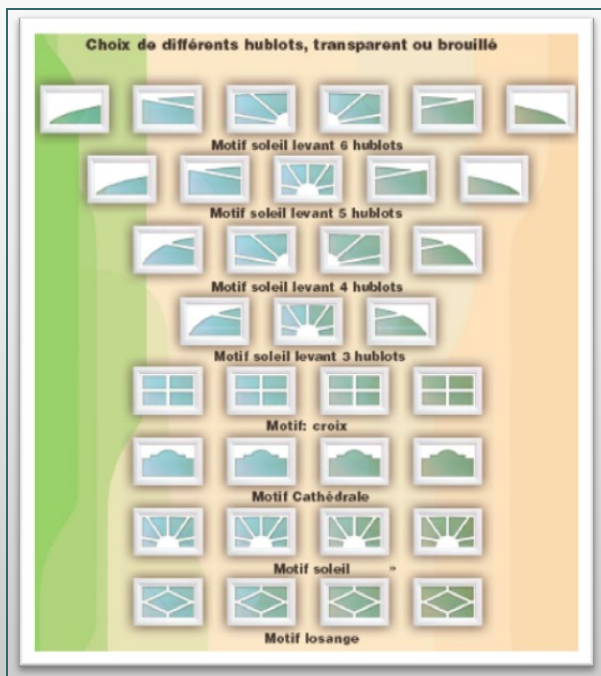 Choix de différents hublots, transparent ou brouillé
Motif soleil levant 6 hublots
Motif soleil levant 5 hublots
Motif soleil levant 4 hublots
Motif soleil levant 3 hublots
Motif: croix
Motif Cathédrale
Motif soleil »
Motif losange